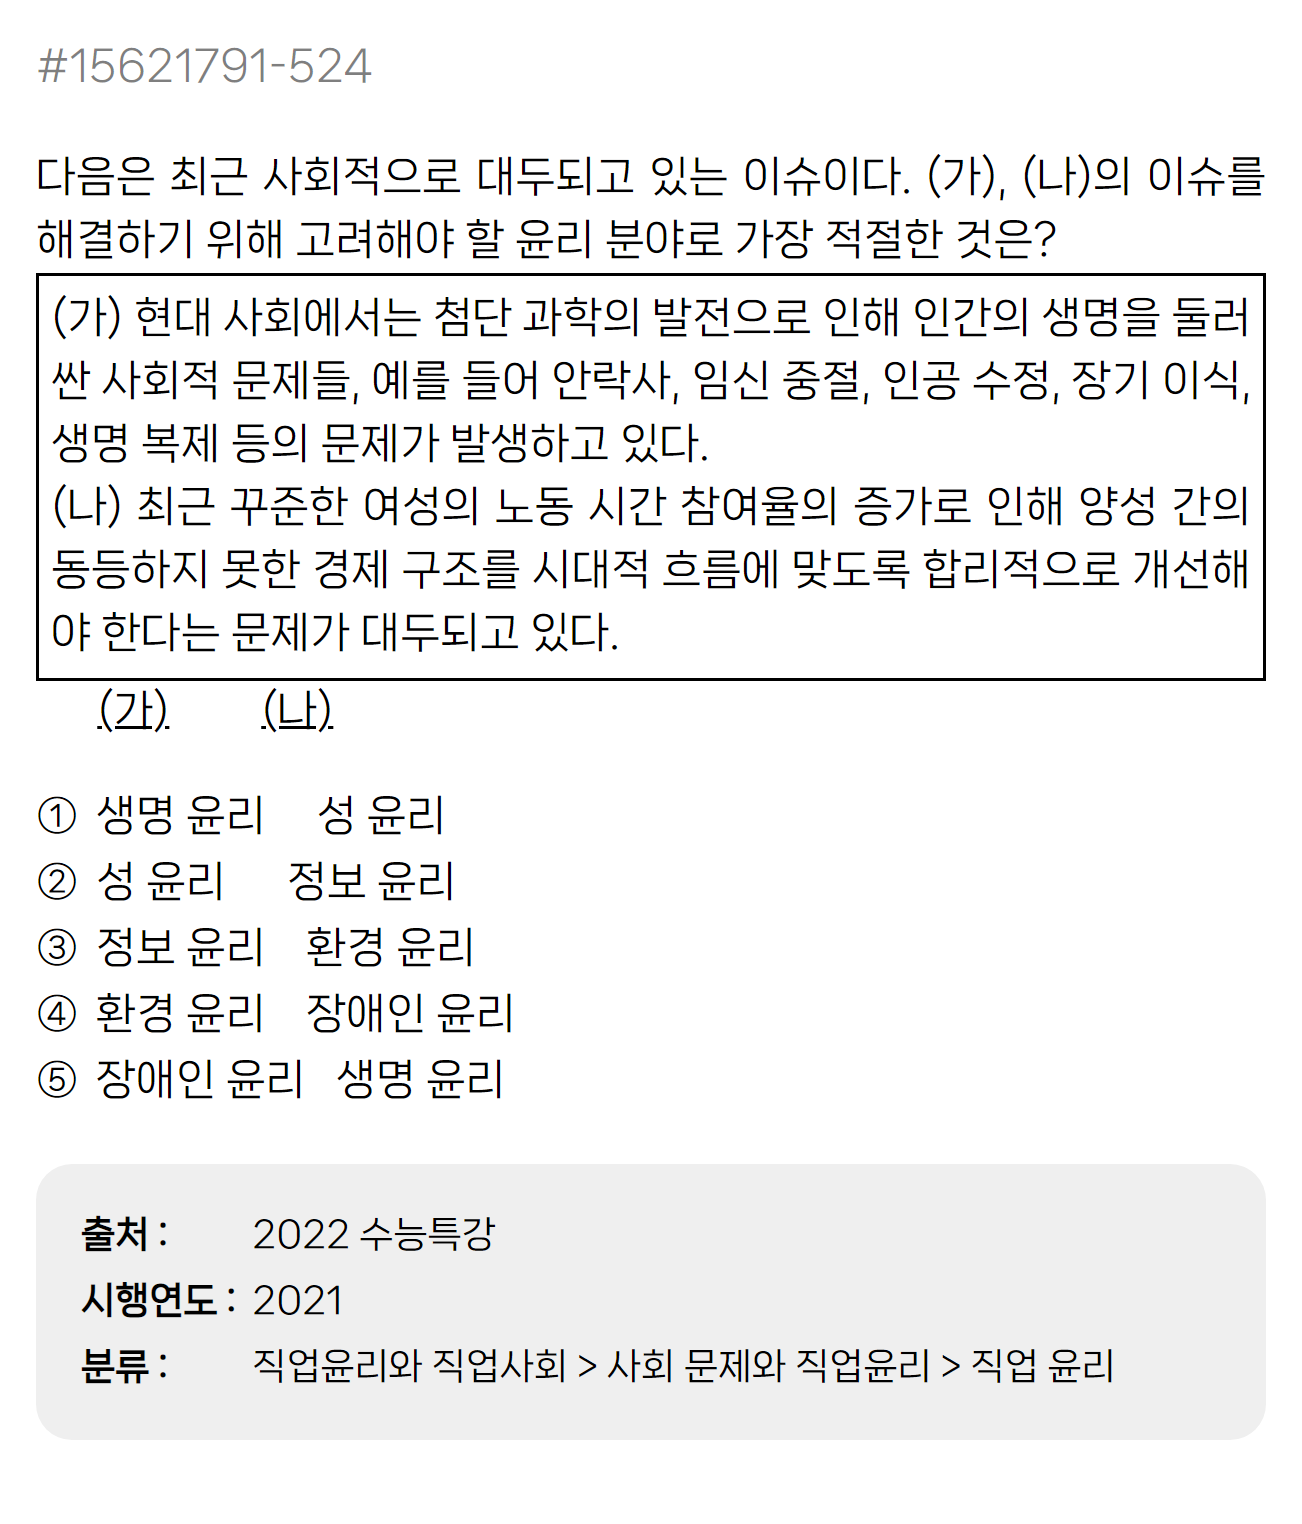 #15621791-524
다음은 최근 사회적으로 대두되고 있는 이슈이다. (가), (나)의 이슈를
해결하기 위해 고려해야 할 윤리 분야로 가장 적절한 것은?
(가) 현대 사회에서는 첨단 과학의 발전으로 인해 인간의 생명을 둘러
싼 사회적 문제들, 예를 들어 안락사, 임신 중절, 인공 수정, 장기 이식,
생명 복제 등의 문제가 발생하고 있다.
(나) 최근 꾸준한 여성의 노동 시간 참여율의 증가로 인해 양성 간의
동등하지 못한 경제 구조를 시대적 흐름에 맞도록 합리적으로 개선해
야 한다는 문제가 대두되고 있다.
(가) (나)
① 생명 윤리 성 윤리
② 성 윤리 정보 윤리
③ 정보 윤리 환경 윤리
④ 환경 윤리 장애인 윤리
⑤ 장애인 윤리 생명 윤리
출처 : 2022 수능특강
시행연도 : 2021
분류 : 직업윤리와 직업사회 > 사회 문제와 직업윤리 > 직업 윤리